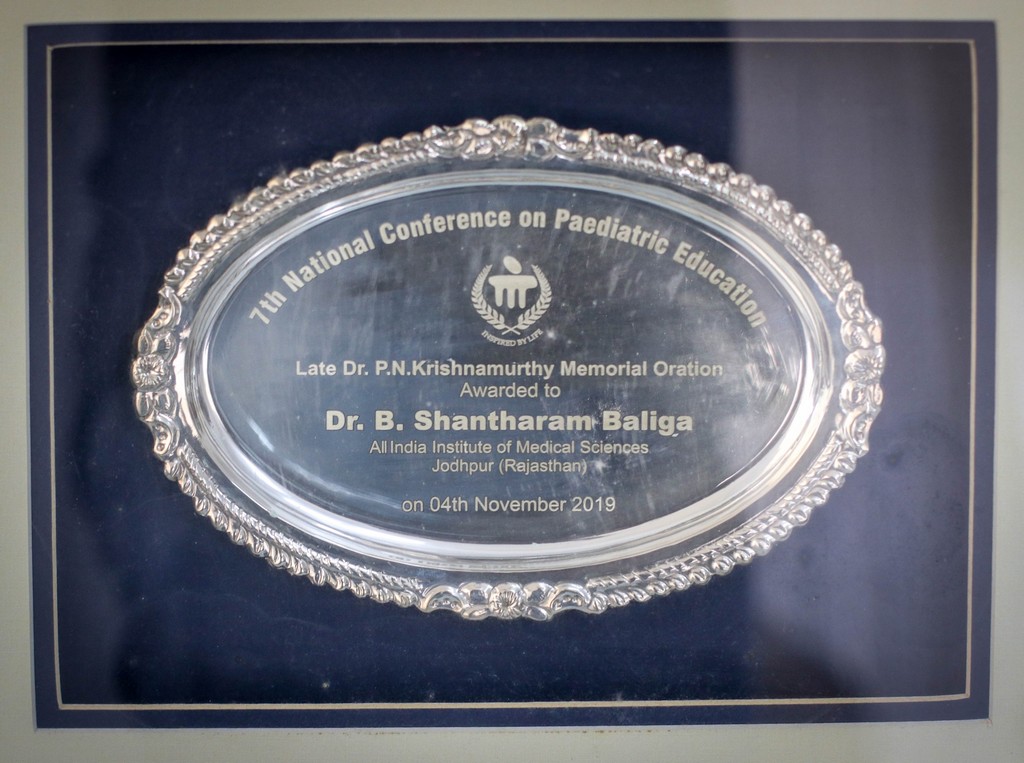 7th National Conference on Paediatric Education
INSPIRED BY LIFE
Late Dr. P.N.Krishnamurthy Memorial Oration
Awarded to
Dr. B. Shantharam Baliga
All India Institute of Medical Sciences
Jodhpur (Rajasthan)
on 04th November 2019